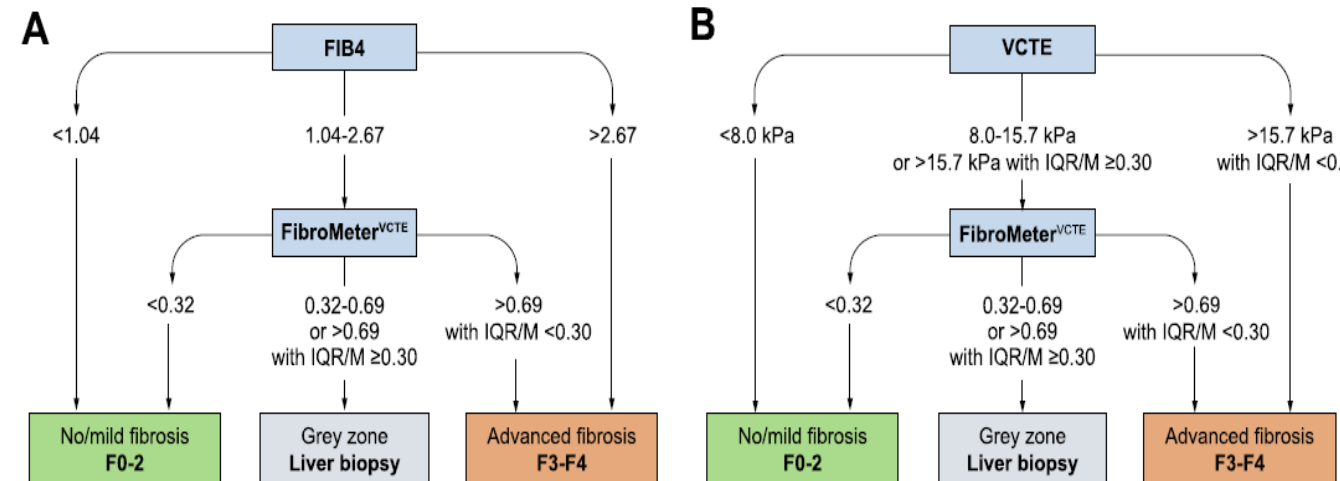 A
FIB4
<1.04
1.04-2.67
>2.67
FibroMeterVCTE
<0.32
0.32-0.69
or >0.69
with IQR/M ≥0.30
>0.69
with IQR/M <0.30
No/mild fibrosis
F0-2
Grey zone
Liver biopsy
Advanced fibrosis
F3-F4
B
VCTE
<8.0 kPa
8.0-15.7 kPa
or >15.7 kPa with IQR/M ≥0.30
>15.7 kPa
with IQR/M <0.
FibroMeterVCTE
<0.32
0.32-0.69
or >0.69
with IQR/M ≥0.30
>0.69
with IQR/M <0.30
No/mild fibrosis
F0-2
Grey zone
Liver biopsy
Advanced fibrosis
F3-F4